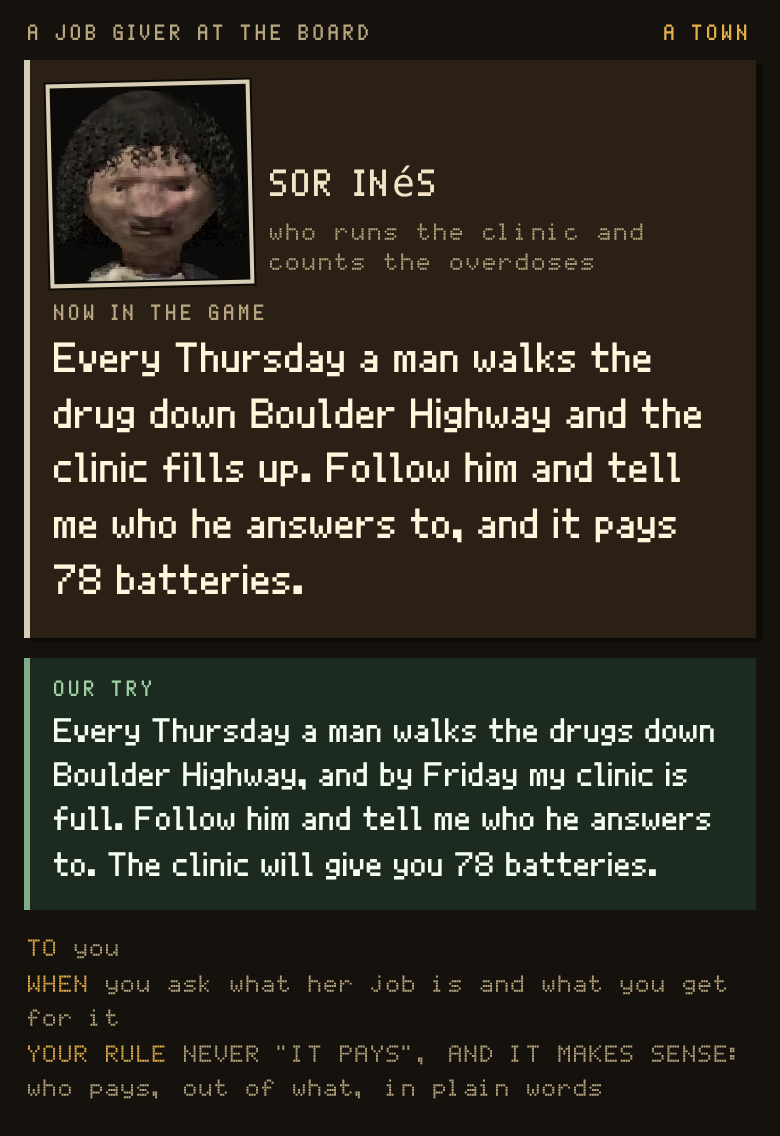 A JOB GIVER AT THE BOARD
A TOWN
SOR INéS
who runs the clinic and
counts the overdoses
NOW IN THE GAME
Every Thursday a man walks the
drug down Boulder Highway and the
clinic fills up. Follow him and tell
me who he answers to, and it pays
78 batteries.
OUR TRY
Every Thursday a man walks the drugs down
Boulder Highway, and by Friday my clinic is
full. Follow him and tell me who he answers
to. The clinic will give you 78 batteries.
TO you
WHEN you ask what her job is and what you get
for it
YOUR RULE NEVER "IT PAYS", AND IT MAKES SENSE:
who pays, out of what, in plain words